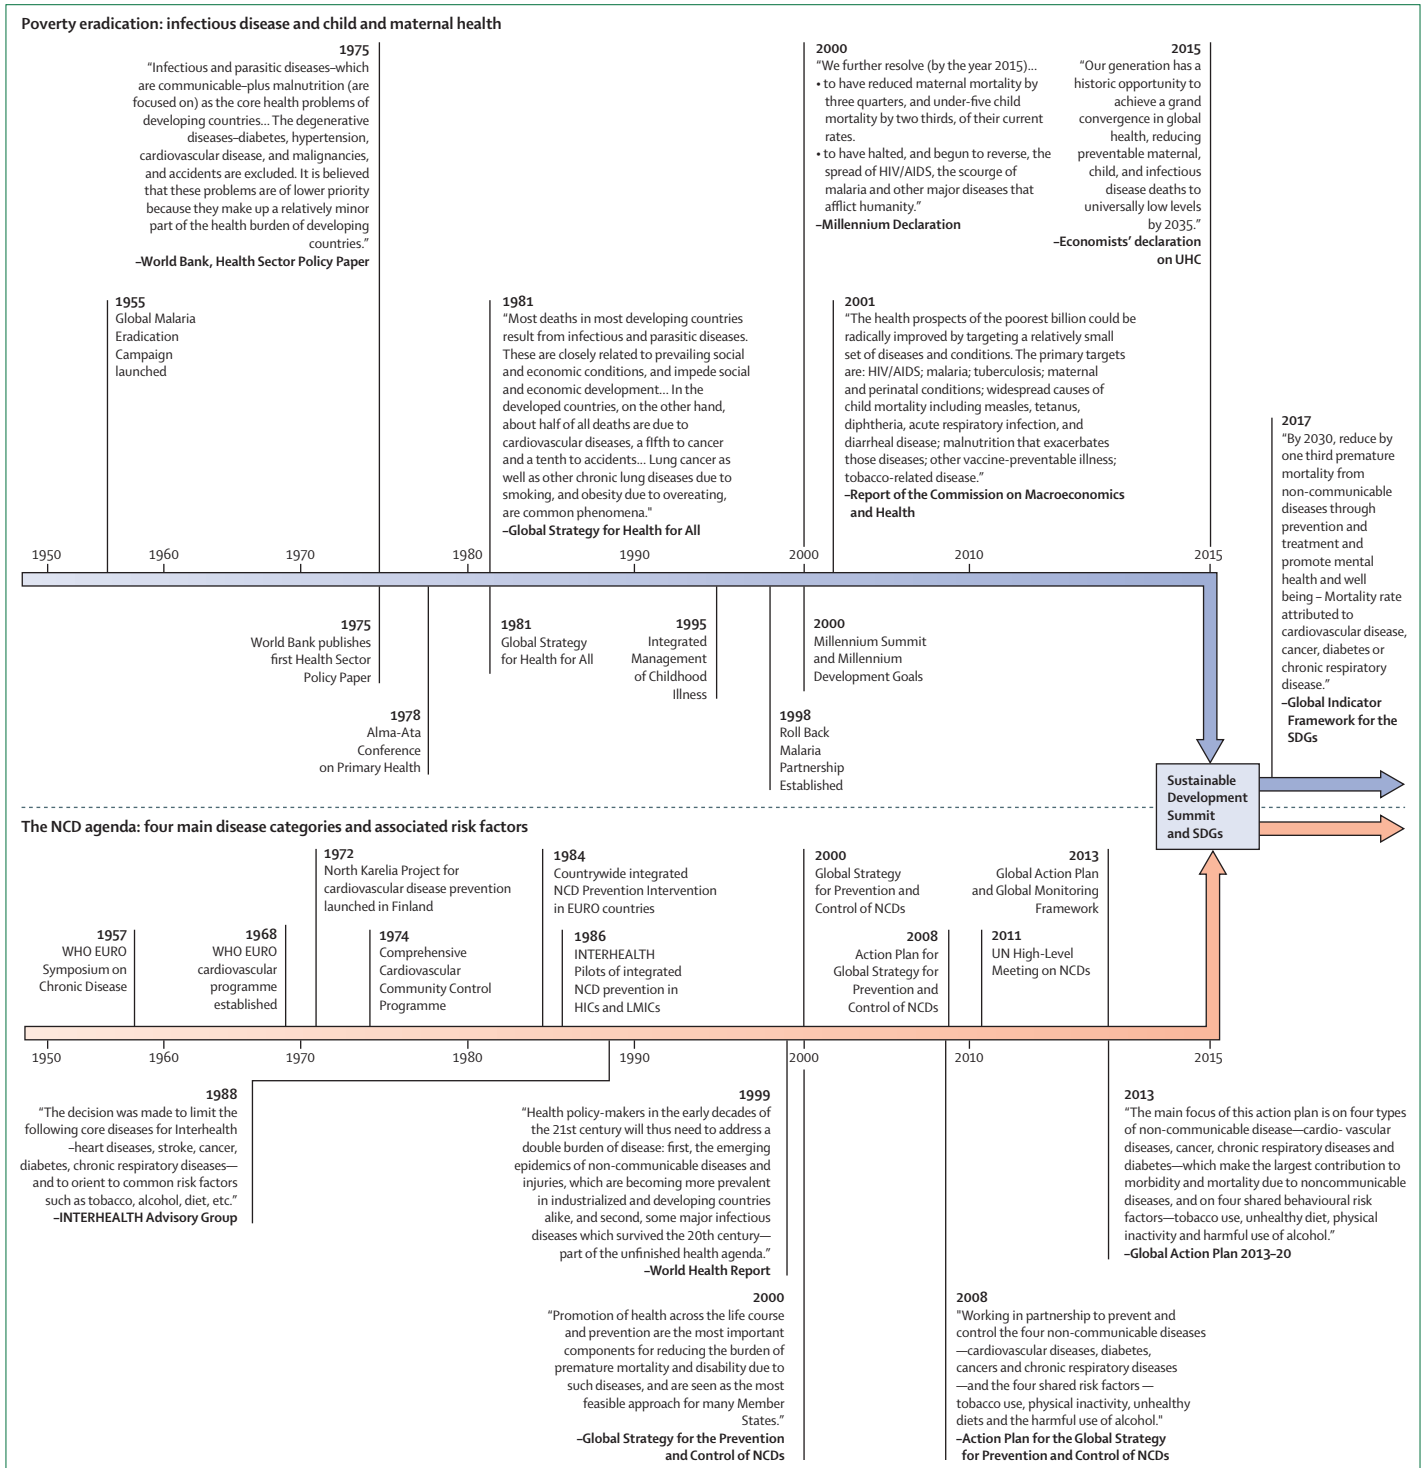 Poverty eradication: infectious disease and child and maternal health
1975
“Infectious and parasitic diseases–which
are communicable–plus malnutrition (are
focused on) as the core health problems of
developing countries... The degenerative
diseases–diabetes, hypertension,
cardiovascular disease, and malignancies,
and accidents are excluded. It is believed
that these problems are of lower priority
because they make up a relatively minor
part of the health burden of developing
countries.”
–World Bank, Health Sector Policy Paper
2000
“We further resolve (by the year 2015)...
• to have reduced maternal mortality by
three quarters, and under-five child
mortality by two thirds, of their current
rates.
• to have halted, and begun to reverse, the
spread of HIV/AIDS, the scourge of
malaria and other major diseases that
afflict humanity.”
–Millennium Declaration
2015
“Our generation has a
historic opportunity to
achieve a grand
convergence in global
health, reducing
preventable maternal,
child, and infectious
disease deaths to
universally low levels
by 2035.”
–Economists’ declaration
on UHC
1955
Global Malaria
Eradication
Campaign
launched
1981
“Most deaths in most developing countries
result from infectious and parasitic diseases.
These are closely related to prevailing social
and economic conditions, and impede social
and economic development... In the
developed countries, on the other hand,
about half of all deaths are due to
cardiovascular diseases, a fifth to cancer
and a tenth to accidents... Lung cancer as
well as other chronic lung diseases due to
smoking, and obesity due to overeating,
are common phenomena."
–Global Strategy for Health for All
2001
“The health prospects of the poorest billion could be
radically improved by targeting a relatively small
set of diseases and conditions. The primary targets
are: HIV/AIDS; malaria; tuberculosis; maternal
and perinatal conditions; widespread causes of
child mortality including measles, tetanus,
diphtheria, acute respiratory infection, and
diarrheal disease; malnutrition that exacerbates
those diseases; other vaccine-preventable illness;
tobacco-related disease.”
–Report of the Commission on Macroeconomics
and Health
2017
“By 2030, reduce by
one third premature
mortality from
non-communicable
diseases through
prevention and
treatment and
promote mental
health and well
being – Mortality rate
attributed to
cardiovascular disease,
cancer, diabetes or
chronic respiratory
disease.”
–Global Indicator
Framework for the
SDGs
1950 1960 1970 1980 1990 2000 2010 2015
1975
World Bank publishes
first Health Sector
Policy Paper
1981
Global Strategy
for Health for All
1995
Integrated
Management
of Childhood
Illness
2000
Millennium Summit
and Millennium
Development Goals
1978
Alma-Ata
Conference
on Primary Health
1998
Roll Back
Malaria
Partnership
Established
Sustainable
Development
Summit
and SDGs
The NCD agenda: four main disease categories and associated risk factors
1972
North Karelia Project for
cardiovascular disease prevention
launched in Finland
1984
Countrywide integrated
NCD Prevention Intervention
in EURO countries
2000
Global Strategy
for Prevention and
Control of NCDs
2013
Global Action Plan
and Global Monitoring
Framework
1957
WHO EURO
Symposium on
Chronic Disease
1968
WHO EURO
cardiovascular
programme
established
1974
Comprehensive
Cardiovascular
Community Control
Programme
1986
INTERHEALTH
Pilots of integrated
NCD prevention in
HICs and LMICs
2008
Action Plan for
Global Strategy for
Prevention and
Control of NCDs
2011
UN High-Level
Meeting on NCDs
1950 1960 1970 1980 1990 2000 2010 2015
1988
“The decision was made to limit the
following core diseases for Interhealth
–heart diseases, stroke, cancer,
diabetes, chronic respiratory diseases—
and to orient to common risk factors
such as tobacco, alcohol, diet, etc.”
–INTERHEALTH Advisory Group
1999
“Health policy-makers in the early decades of
the 21st century will thus need to address a
double burden of disease: first, the emerging
epidemics of non-communicable diseases and
injuries, which are becoming more prevalent
in industrialized and developing countries
alike, and second, some major infectious
diseases which survived the 20th century—
part of the unfinished health agenda.”
–World Health Report
2013
“The main focus of this action plan is on four types
of non-communicable disease—cardio- vascular
diseases, cancer, chronic respiratory diseases and
diabetes—which make the largest contribution to
morbidity and mortality due to noncommunicable
diseases, and on four shared behavioural risk
factors—tobacco use, unhealthy diet, physical
inactivity and harmful use of alcohol.”
–Global Action Plan 2013–20
2000
“Promotion of health across the life course
and prevention are the most important
components for reducing the burden of
premature mortality and disability due to
such diseases, and are seen as the most
feasible approach for many Member
States.”
–Global Strategy for the Prevention
and Control of NCDs
2008
"Working in partnership to prevent and
control the four non-communicable diseases
—cardiovascular diseases, diabetes,
cancers and chronic respiratory diseases
—and the four shared risk factors —
tobacco use, physical inactivity, unhealthy
diets and the harmful use of alcohol."
–Action Plan for the Global Strategy
for Prevention and Control of NCDs